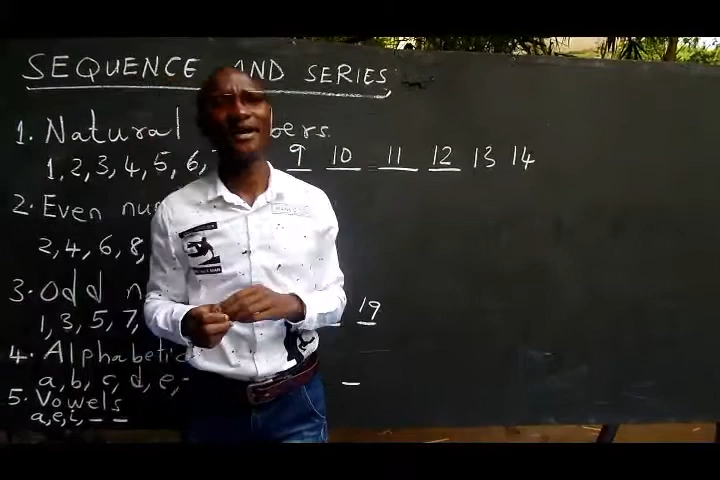 SEQUENCE AND SERIES
1. Natural bers
1, 2, 3, 4, 5, 6, 9 10 11 12 13 14
2. Even nu
2, 4, 6, 8,
3. Odd n
1, 3, 5, 7, 19
4. Alphabetic
a, b, c, d, e, -
5. Vowels
a, e, i, _ _